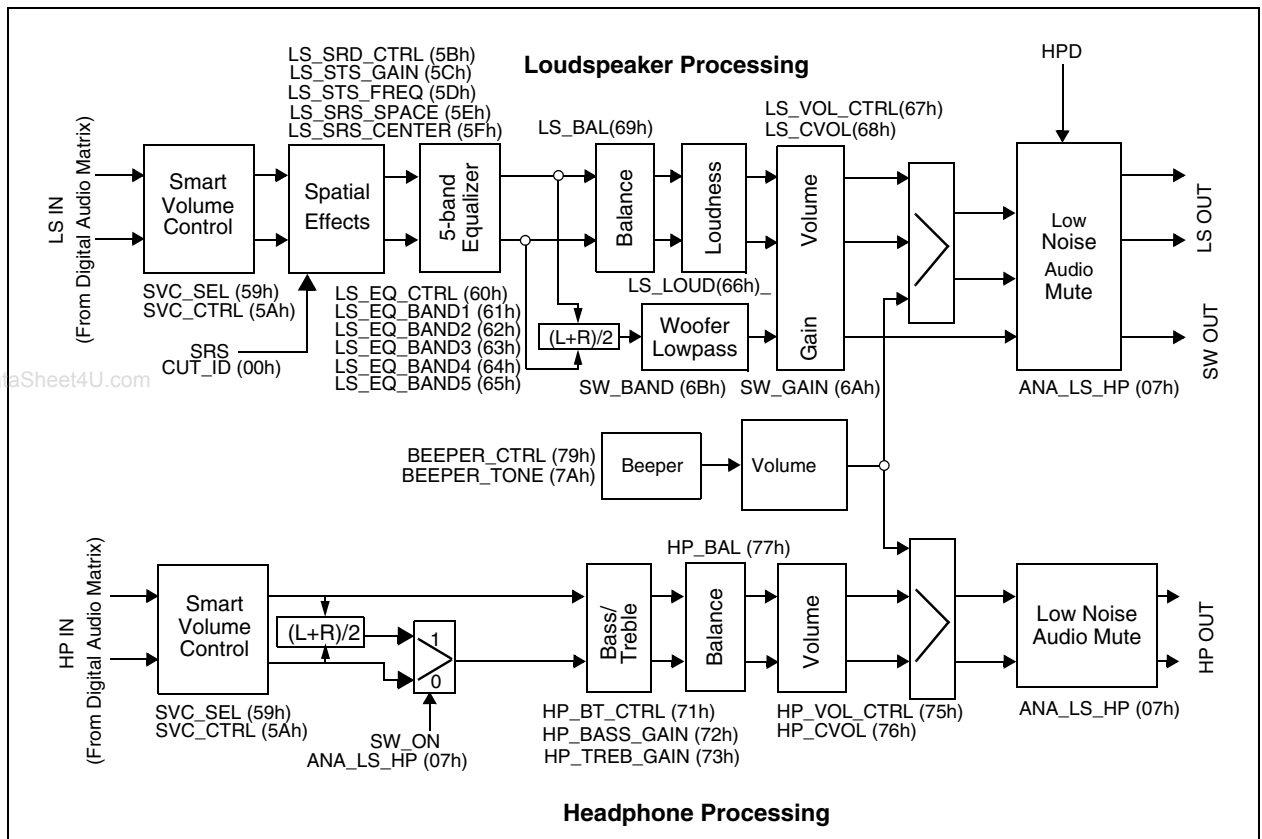 Loudspeaker Processing
HPD
LS_SRD_CTRL (5Bh)
LS_STS_GAIN (5Ch)
LS_STS_FREQ (5Dh)
LS_SRS_SPACE (5Eh)
LS_SRS_CENTER (5Fh)
LS_BAL(69h)
LS_VOL_CTRL(67h)
LS_CVOL(68h)
LS IN
(From Digital Audio Matrix)
Smart
Volume
Control
Spatial
Effects
5-band
Equalizer
Balance
Loudness
Volume
Gain
Low
Noise
Audio
Mute
LS OUT
SW OUT
SVC_SEL (59h)
SVC_CTRL (5Ah)
SRS
CUT_ID (00h)
LS_EQ_CTRL (60h)
LS_EQ_BAND1 (61h)
LS_EQ_BAND2 (62h)
LS_EQ_BAND3 (63h)
LS_EQ_BAND4 (64h)
LS_EQ_BAND5 (65h)
LS_LOUD(66h)_
(L+R)/2
Woofer
Lowpass
SW_BAND (6Bh)
SW_GAIN (6Ah)
ANA_LS_HP (07h)
aSheet4U.com
BEEPER_CTRL (79h)
BEEPER_TONE (7Ah)
Beeper
Volume
HP IN
(From Digital Audio Matrix)
Smart
Volume
Control
(L+R)/2
1
0
HP_BAL (77h)
Bass/
Treble
Balance
Volume
Low Noise
Audio Mute
HP OUT
SVC_SEL (59h)
SVC_CTRL (5Ah)
SW_ON
ANA_LS_HP (07h)
HP_BT_CTRL (71h)
HP_BASS_GAIN (72h)
HP_TREB_GAIN (73h)
HP_VOL_CTRL (75h)
HP_CVOL (76h)
ANA_LS_HP (07h)
Headphone Processing